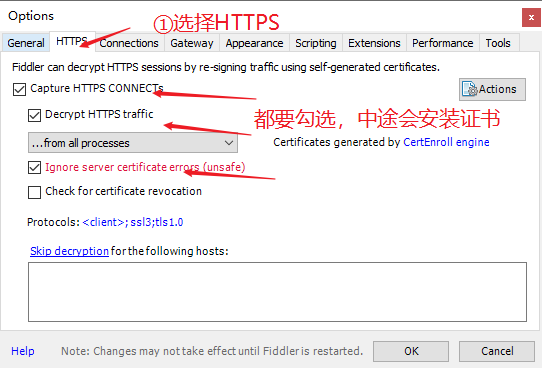 Options
①选择HTTPS
General HTTPS Connections Gateway Appearance Scripting Extensions Performance Tools
Fiddler can decrypt HTTPS sessions by re-signing traffic using self-generated certificates.
Capture HTTPS CONNECTs
Actions
Decrypt HTTPS traffic
都要勾选，中途会安装证书
...from all processes
Certificates generated by CertEnroll engine
Ignore server certificate errors (unsafe)
Check for certificate revocation
Protocols: <client>;ssl3;tls1.0
Skip decryption for the following hosts:
Help Note: Changes may not take effect until Fiddler is restarted. OK Cancel